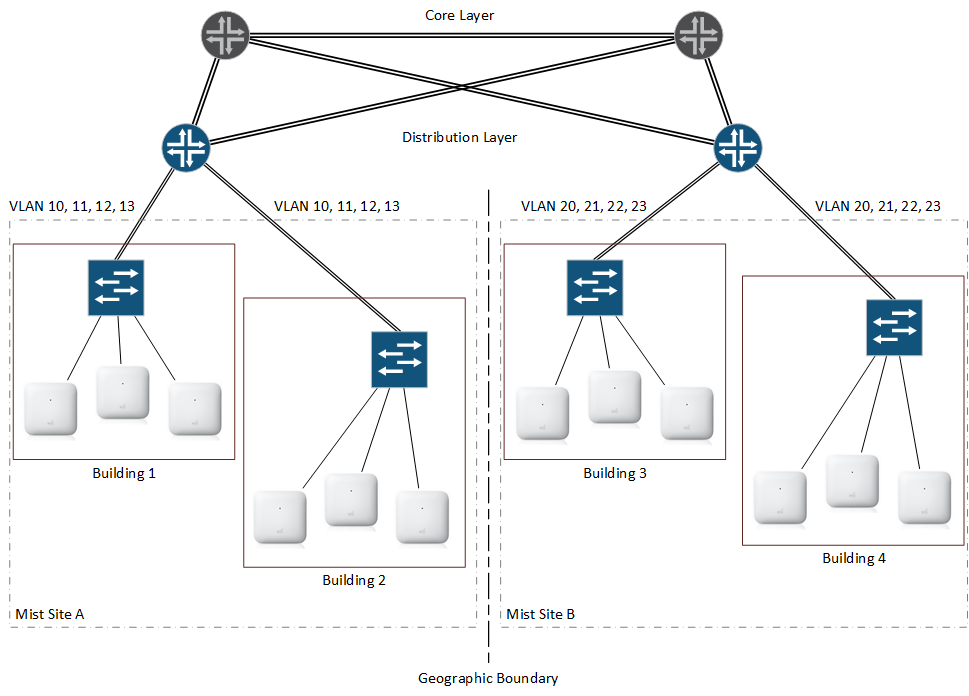 Core Layer
Distribution Layer
VLAN 10, 11, 12, 13
VLAN 10, 11, 12, 13
VLAN 20, 21, 22, 23
VLAN 20, 21, 22, 23
Building 1
Building 2
Building 3
Building 4
Mist Site A
Mist Site B
Geographic Boundary